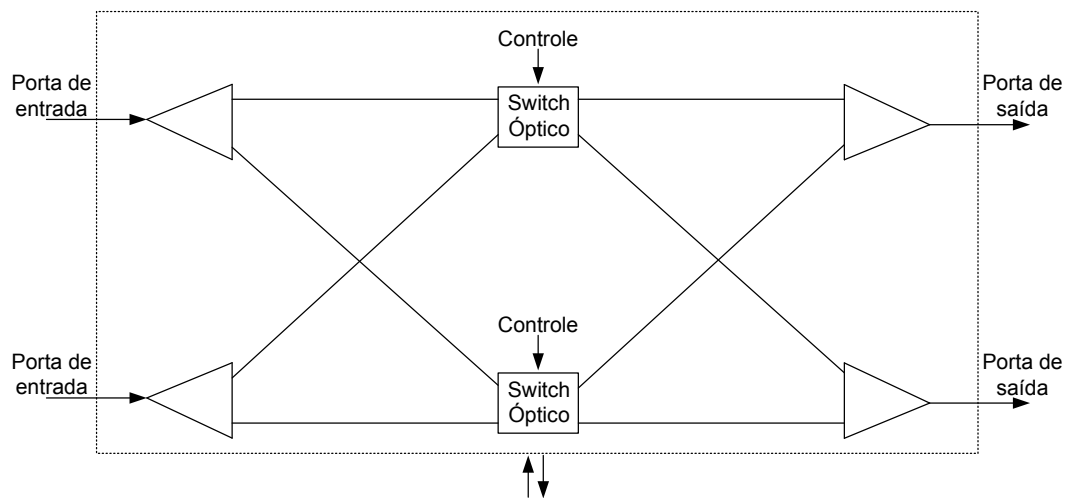 Controle
Porta de
entrada
Switch
Óptico
Porta de
saída
Controle
Porta de
entrada
Switch
Óptico
Porta de
saída